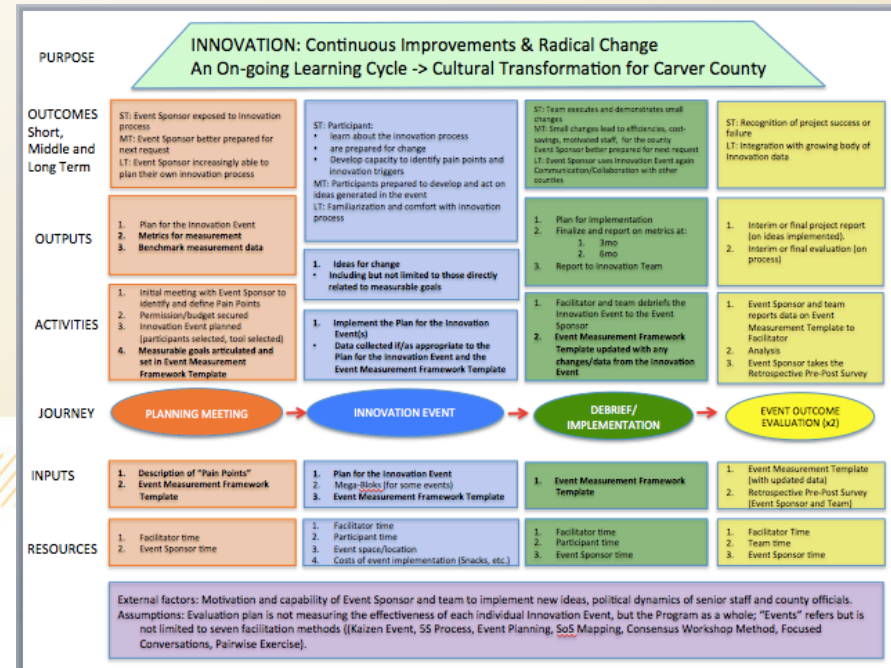 PURPOSE
INNOVATION: Continuous Improvements & Radical Change
An On-going Learning Cycle -> Cultural Transformation for Carver County
OUTCOMES
Short,
Middle and
Long Term
ST: Event Sponsor exposed to Innovation
process
MT: Event Sponsor better prepared for
next request
LT: Event Sponsor increasingly able to
plan their own innovation process
ST: Participant:
• learn about the innovation process
• are prepared for change
• Develop capacity to identify pain points and
innovation triggers
MT: Participants prepared to develop and act on
ideas generated in the event
LT: Familiarization and comfort with innovation
process
ST: Team executes and demonstrates small
changes
MT: Small changes lead to efficiencies, cost-
savings, motivated staff, for the county
Event Sponsor better prepared for next request
LT: Event Sponsor uses Innovation Event again
Communication/Collaboration with other
counties
ST: Recognition of project success or
failure
LT: Integration with growing body of
Innovation data
OUTPUTS
1. Plan for the Innovation Event
2. Metrics for measurement
3. Benchmark measurement data
1. Ideas for change
• Including but not limited to those directly
related to measurable goals
1. Plan for Implementation
2. Finalize and report on metrics at:
1. 3mo
2. 6mo
3. Report to Innovation Team
1. Interim or final project report
(on ideas implemented).
2. Interim or final evaluation (on
process)
ACTIVITIES
1. Initial meeting with Event Sponsor to
identify and define Pain Points
2. Permission/budget secured
3. Innovation Event planned
(participants selected, tool selected)
4. Measurable goals articulated and
set in Event Measurement
Framework Template
1. Implement the Plan for the Innovation
Event(s)
• Data collected if/as appropriate to the
Plan for the Innovation Event and the
Event Measurement Framework Template
1. Facilitator and team debriefs the
Innovation Event to the Event
Sponsor
2. Event Measurement Framework
Template updated with any
changes/data from the Innovation
Event
1. Event Sponsor and team
reports data on Event
Measurement Template to
Facilitator
2. Analysis
3. Event Sponsor takes the
Retrospective Pre-Post Survey
JOURNEY
PLANNING MEETING
INNOVATION EVENT
DEBRIEF/
IMPLEMENTATION
EVENT OUTCOME
EVALUATION (x2)
INPUTS
1. Description of "Pain Points"
2. Event Measurement Framework
Template
1. Plan for the Innovation Event
2. Mega-Bloks (for some events)
3. Event Measurement Framework Template
1. Event Measurement Framework
Template
1. Event Measurement Template
(with updated data)
2. Retrospective Pre-Post Survey
(Event Sponsor and Team)
RESOURCES
1. Facilitator time
2. Event Sponsor time
1. Facilitator time
2. Participant time
3. Event space/location
4. Costs of event implementation (Snacks, etc.)
1. Facilitator time
2. Participant time
3. Event Sponsor time
1. Facilitator Time
2. Team time
3. Event Sponsor time
External factors: Motivation and capability of Event Sponsor and team to implement new ideas, political dynamics of senior staff and county officials.
Assumptions: Evaluation plan is not measuring the effectiveness of each individual Innovation Event, but the Program as a whole; "Events" refers but is
not limited to seven facilitation methods ((Kaizen Event, 5S Process, Event Planning, SoS Mapping, Consensus Workshop Method, Focused
Conversations, Pairwise Exercise).